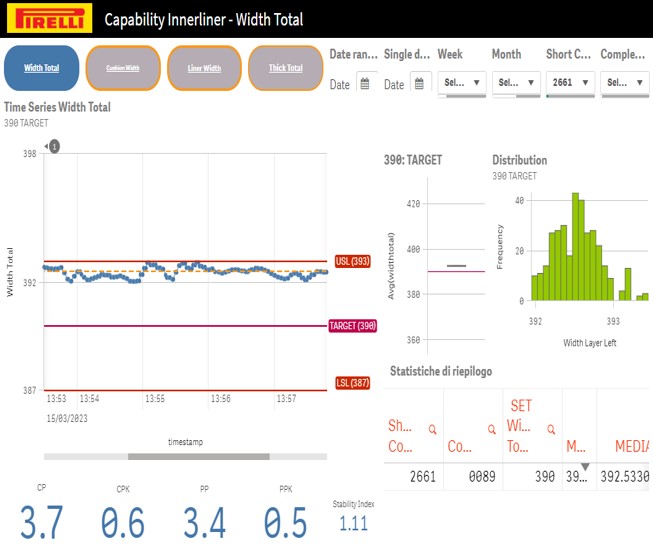 PIRELLI
Capability Innerliner - Width Total
Width Total
Cushion Width
Liner Width
Thick Total
Date ran...
Single d...
Week
Month
Short C...
Comple...
Date
Date
Sel...
Sel...
2661
Sel...
Time Series Width Total
390 TARGET
1
398
392
387
Width Total
USL (393)
TARGET (390)
LSL (387)
13:53
13:54
13:55
13:56
13:57
15/03/2023
timestamp
390: TARGET
420
400
380
360
Avg(widthtotal)
Distribution
390 TARGET
40
20
0
Frequency
392
393
Width Layer Left
Statistiche di riepilogo
Sh... Co...
Co...
SET Wi... To...
M...
MEDIA
2661
0089
390
39...
392.5330
CP
CPK
PP
PPK
Stability Index
3.7
0.6
3.4
0.5
1.11